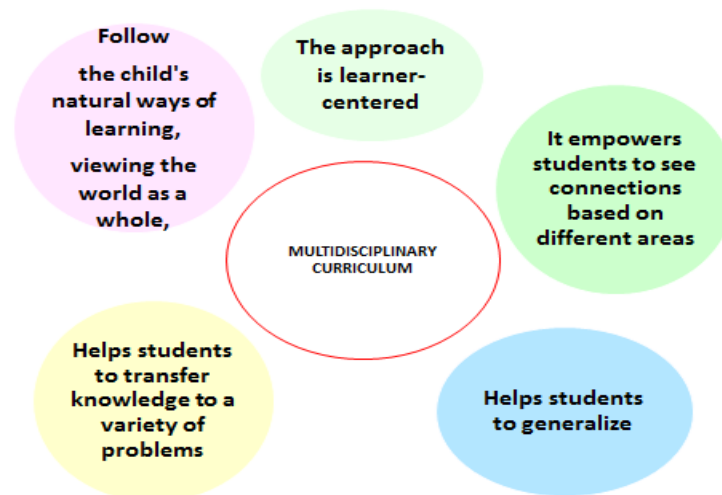 Follow
the child's
natural ways of
learning,
viewing the
world as a
whole,
The approach
is learner-
centered
It empowers
students to see
connections
based on
different areas
MULTIDISCIPLINARY
CURRICULUM
Helps students
to transfer
knowledge to a
variety of
problems
Helps students
to generalize